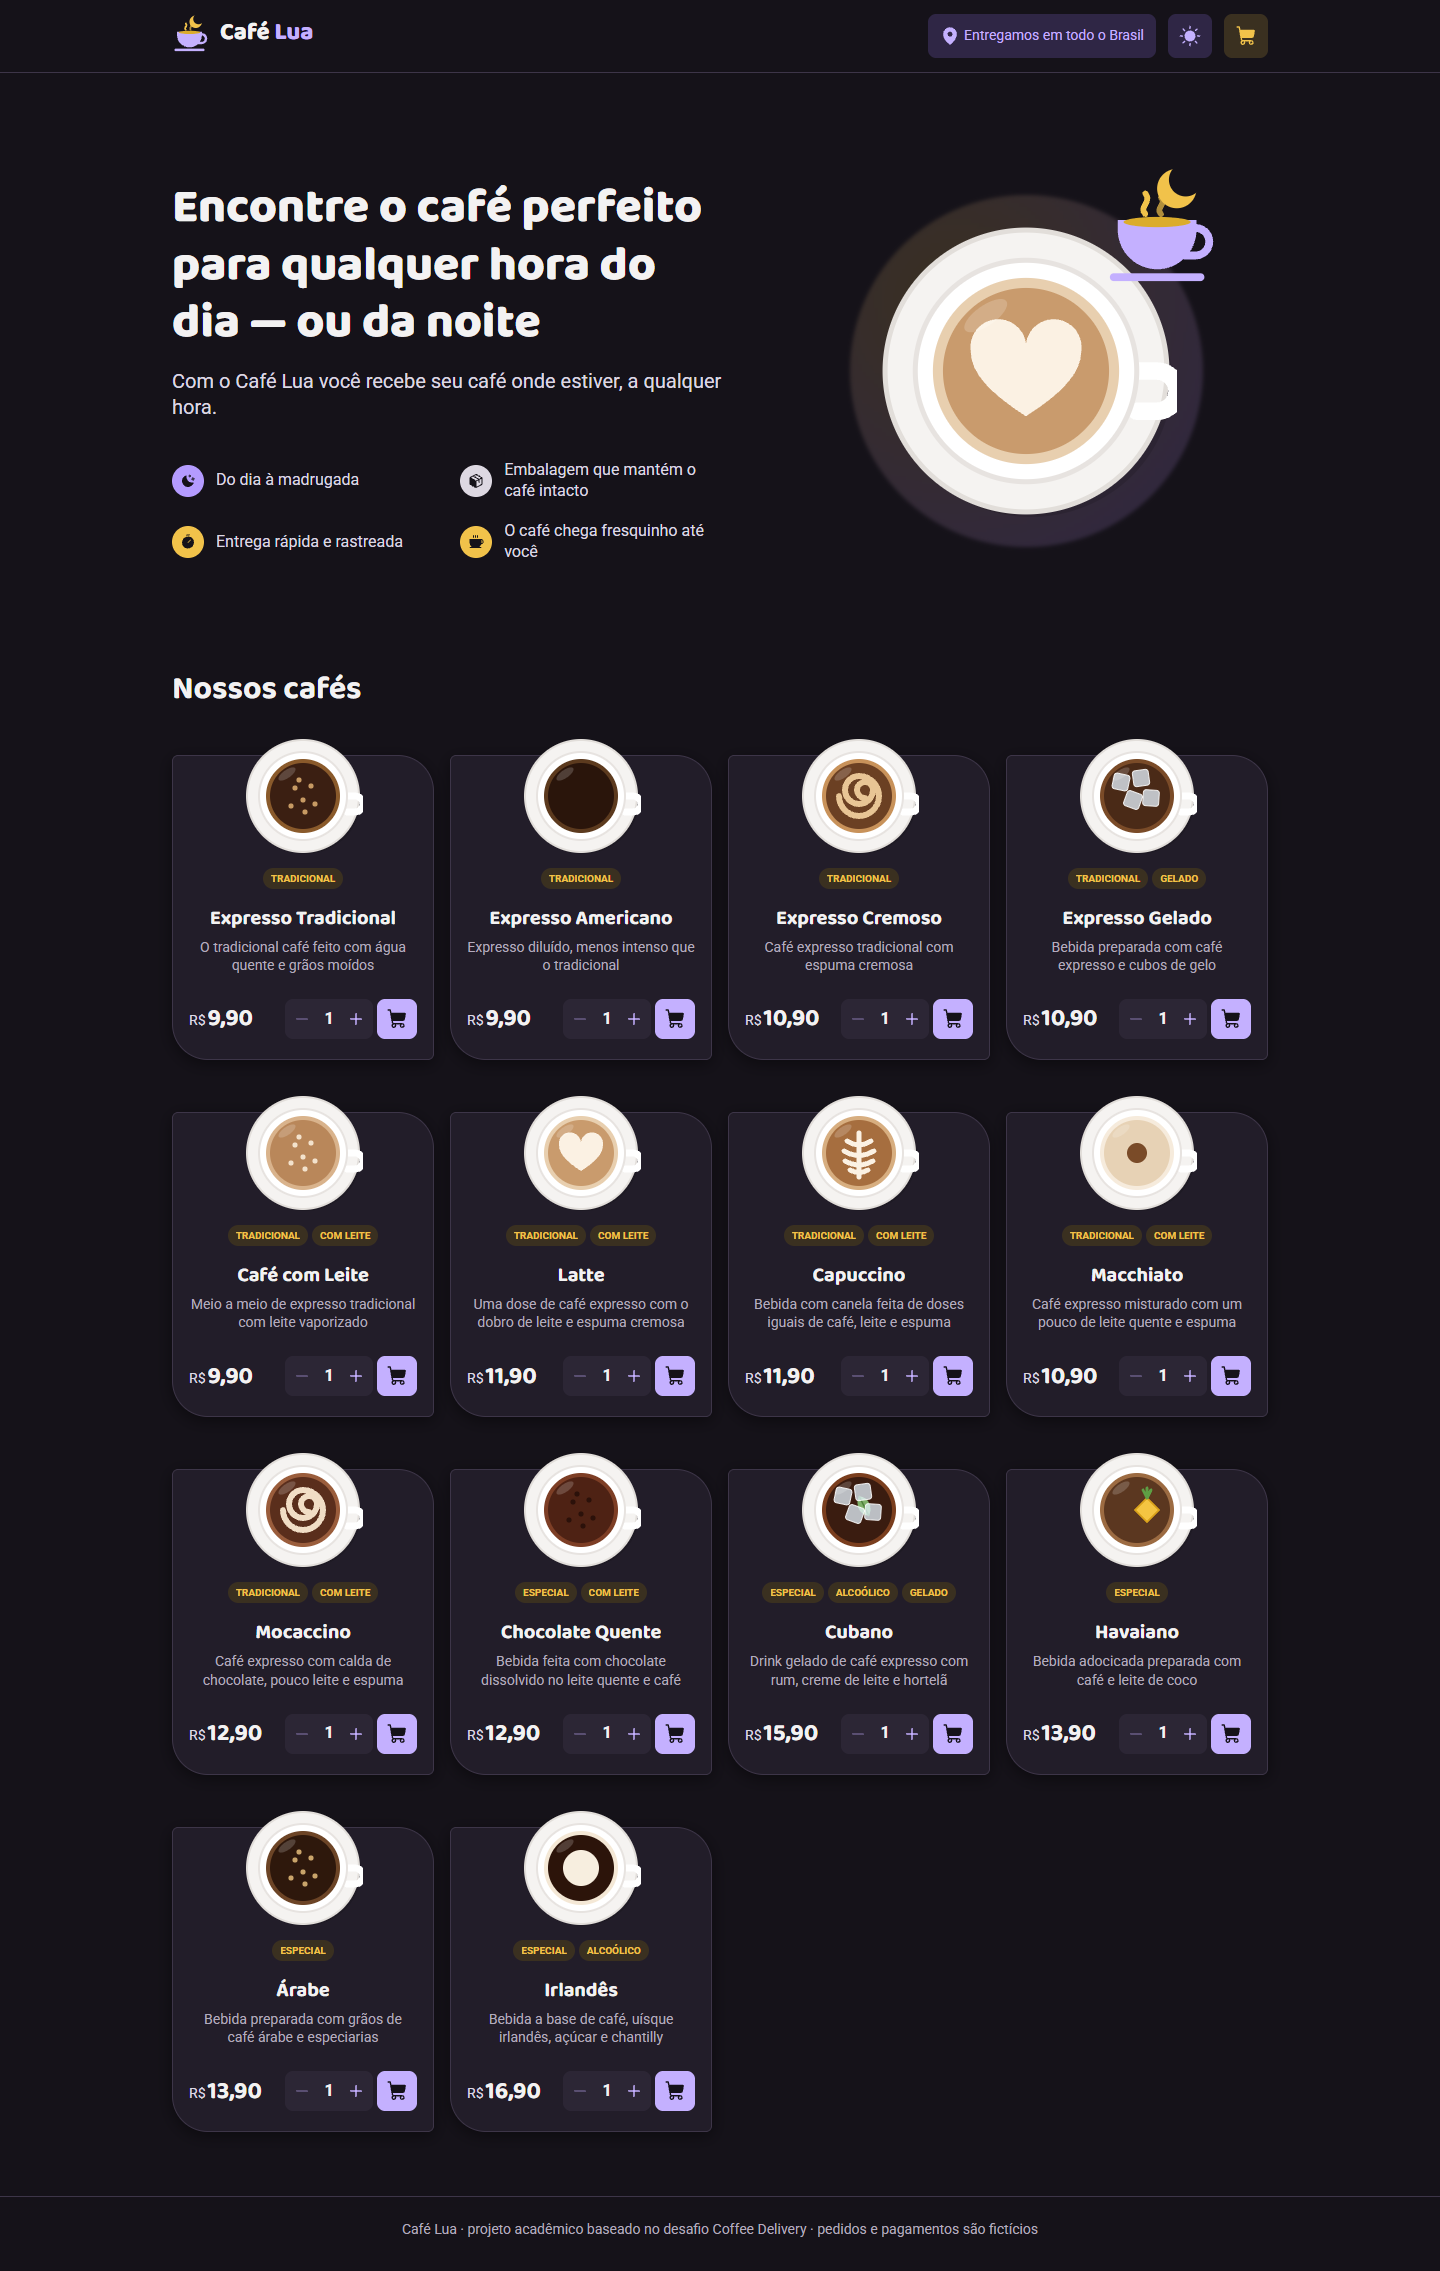 Café Lua
Entregamos em todo o Brasil
Encontre o café perfeito
para qualquer hora do
dia — ou da noite
Com o Café Lua você recebe seu café onde estiver, a qualquer
hora.
Do dia à madrugada
Embalagem que mantém o
café intacto
Entrega rápida e rastreada
O café chega fresquinho até
você
Nossos cafés
TRADICIONAL
Expresso Tradicional
O tradicional café feito com água
quente e grãos moídos
R$ 9,90
1
TRADICIONAL
Expresso Americano
Expresso diluído, menos intenso que
o tradicional
R$ 9,90
1
TRADICIONAL
Expresso Cremoso
Café expresso tradicional com
espuma cremosa
R$ 10,90
1
TRADICIONAL GELADO
Expresso Gelado
Bebida preparada com café
expresso e cubos de gelo
R$ 10,90
1
TRADICIONAL COM LEITE
Café com Leite
Meio a meio de expresso tradicional
com leite vaporizado
R$ 9,90
1
TRADICIONAL COM LEITE
Latte
Uma dose de café expresso com o
dobro de leite e espuma cremosa
R$ 11,90
1
TRADICIONAL COM LEITE
Capuccino
Bebida com canela feita de doses
iguais de café, leite e espuma
R$ 11,90
1
TRADICIONAL COM LEITE
Macchiato
Café expresso misturado com um
pouco de leite quente e espuma
R$ 10,90
1
TRADICIONAL COM LEITE
Mocaccino
Café expresso com calda de
chocolate, pouco leite e espuma
R$ 12,90
1
ESPECIAL COM LEITE
Chocolate Quente
Bebida feita com chocolate
dissolvido no leite quente e café
R$ 12,90
1
ESPECIAL ALCOÓLICO GELADO
Cubano
Drink gelado de café expresso com
rum, creme de leite e hortelã
R$ 15,90
1
ESPECIAL
Havaiano
Bebida adocicada preparada com
café e leite de coco
R$ 13,90
1
ESPECIAL
Árabe
Bebida preparada com grãos de
café árabe e especiarias
R$ 13,90
1
ESPECIAL ALCOÓLICO
Irlandês
Bebida a base de café, uísque
irlandês, açúcar e chantilly
R$ 16,90
1
Café Lua · projeto acadêmico baseado no desafio Coffee Delivery · pedidos e pagamentos são fictícios